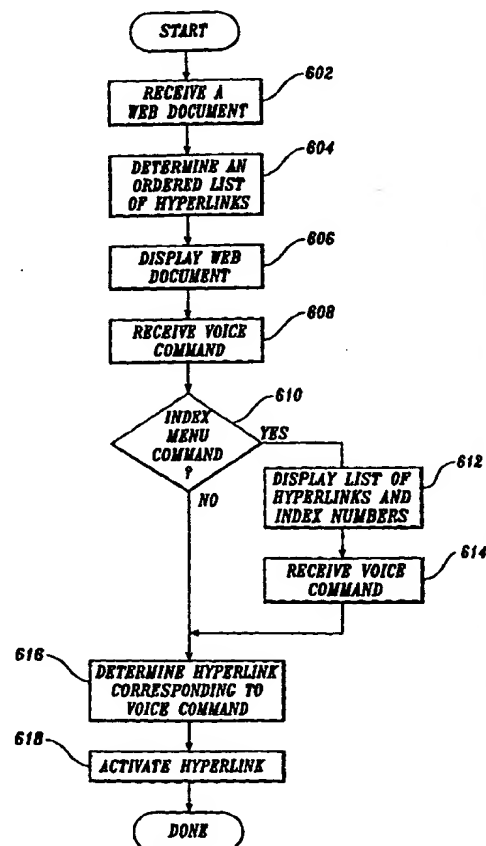 START
602
RECEIVE A
WEB DOCUMENT
604
DETERMINE AN
ORDERED LIST
OF HYPERLINKS
606
DISPLAY WEB
DOCUMENT
608
RECEIVE VOICE
COMMAND
610
INDEX
MENU
COMMAND
?
YES
NO
612
DISPLAY LIST OF
HYPERLINKS AND
INDEX NUMBERS
614
RECEIVE VOICE
COMMAND
616
DETERMINE HYPERLINK
CORRESPONDING TO
VOICE COMMAND
618
ACTIVATE HYPERLINK
DONE